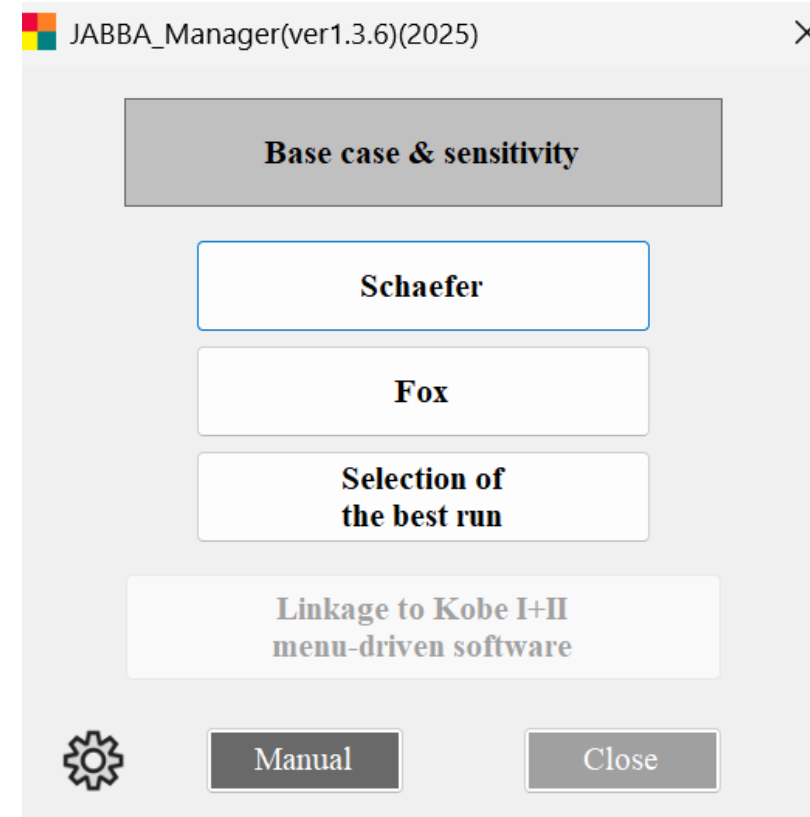 JABBA_Manager(ver1.3.6)(2025)
Base case & sensitivity
Schaefer
Fox
Selection of
the best run
Linkage to Kobe I+II
menu-driven software
Manual
Close